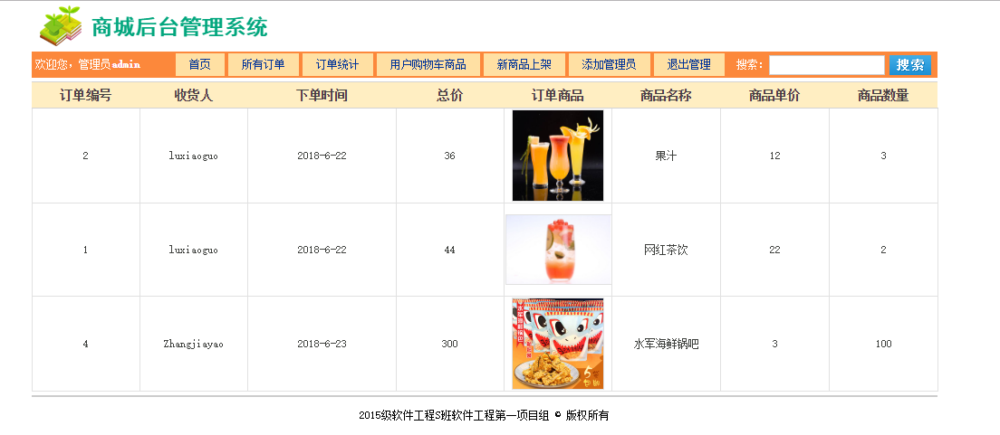 商城后台管理系统
欢迎您，管理员admin 首页 所有订单 订单统计 用户购物车商品 新商品上架 添加管理员 退出管理 搜索： 搜索
订单编号 收货人 下单时间 总价 订单商品 商品名称 商品单价 商品数量
2 luxiaoguo 2018-6-22 36 果汁 12 3
1 luxiaoguo 2018-6-22 44 网红茶饮 22 2
4 Zhangjiayao 2018-6-23 300 水军海鲜锅吧 3 100
2015级软件工程S班软件工程第一项目组 © 版权所有